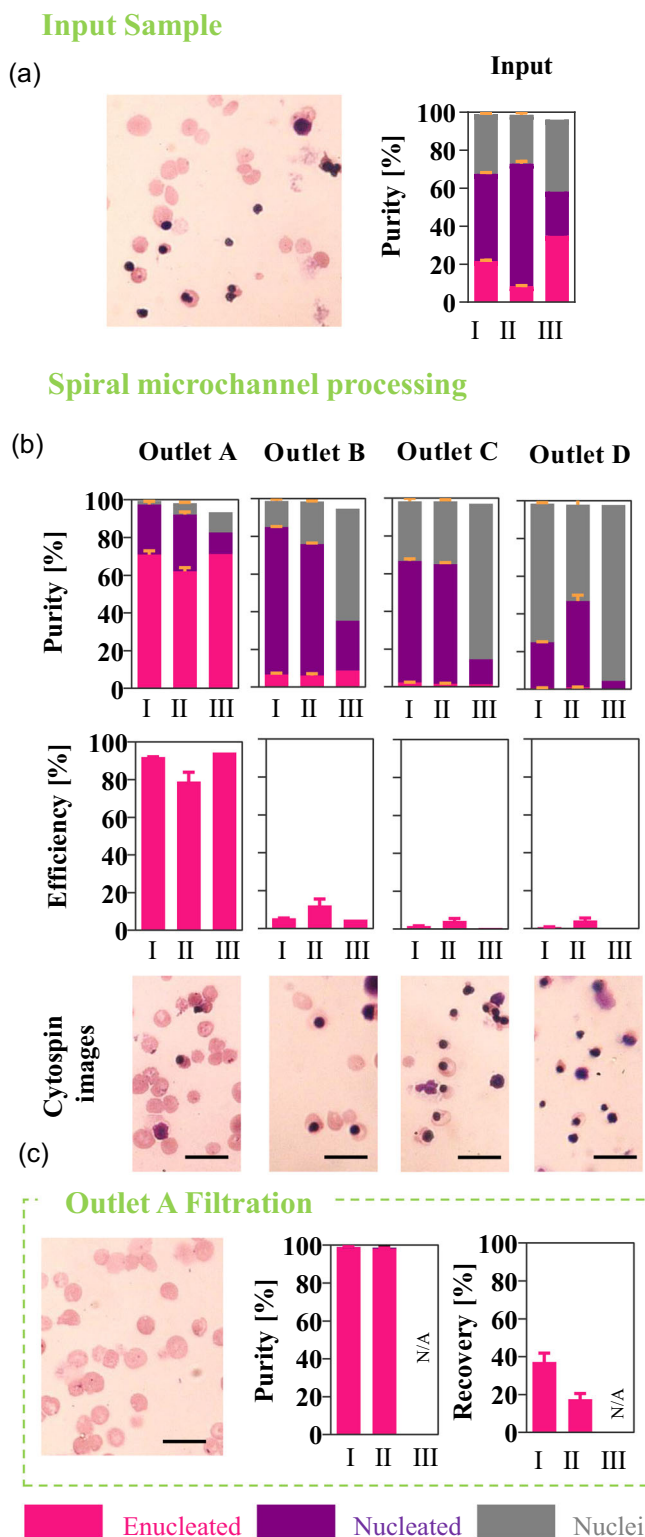 Input Sample
(a)
Input
Purity [%]
100
80
60
40
20
0
I II III
Spiral microchannel processing
(b)
Outlet A Outlet B Outlet C Outlet D
Purity [%]
100
80
60
40
20
0
I II III I II III I II III I II III
Efficiency [%]
100
80
60
40
20
0
I II III I II III I II III I II III
Cytospin
images
(c)
Outlet A Filtration
Purity [%]
100
80
60
40
20
0
N/A
I II III
Recovery [%]
100
80
60
40
20
0
N/A
I II III
Enucleated Nucleated Nuclei